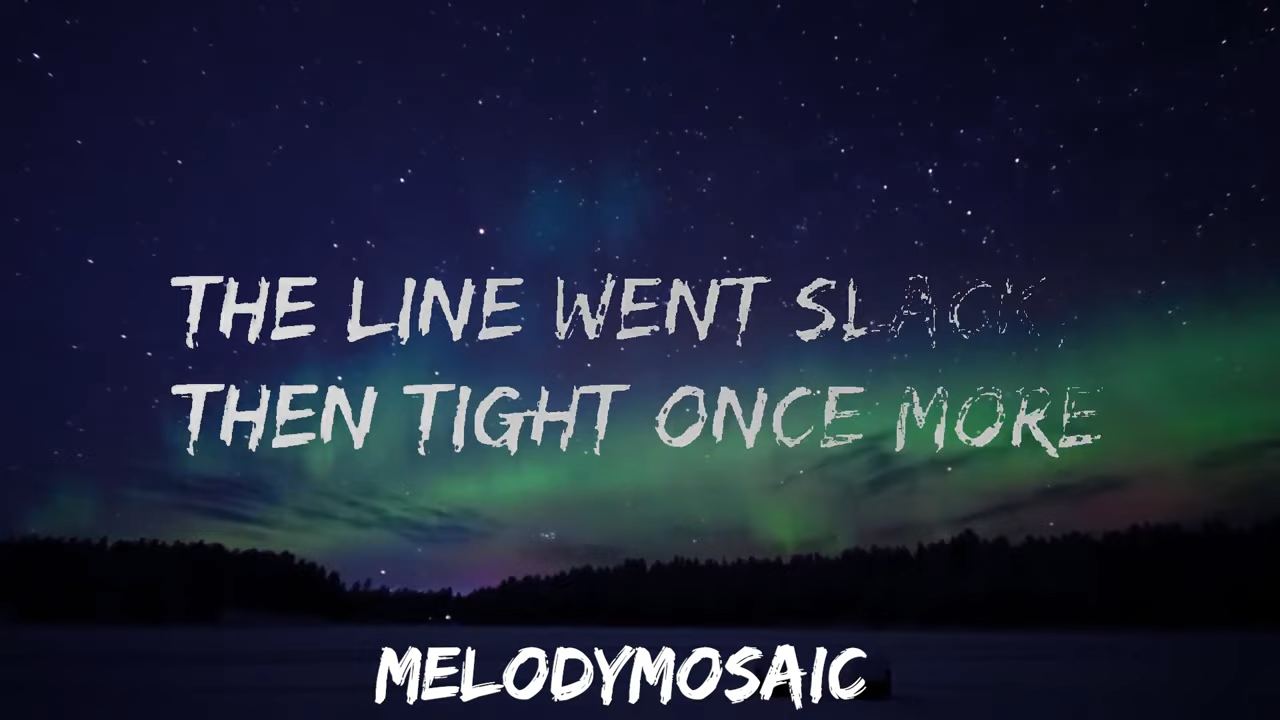 THE LINE WENT SLACK,
THEN TIGHT ONCE MORE
MELODYMOSAIC